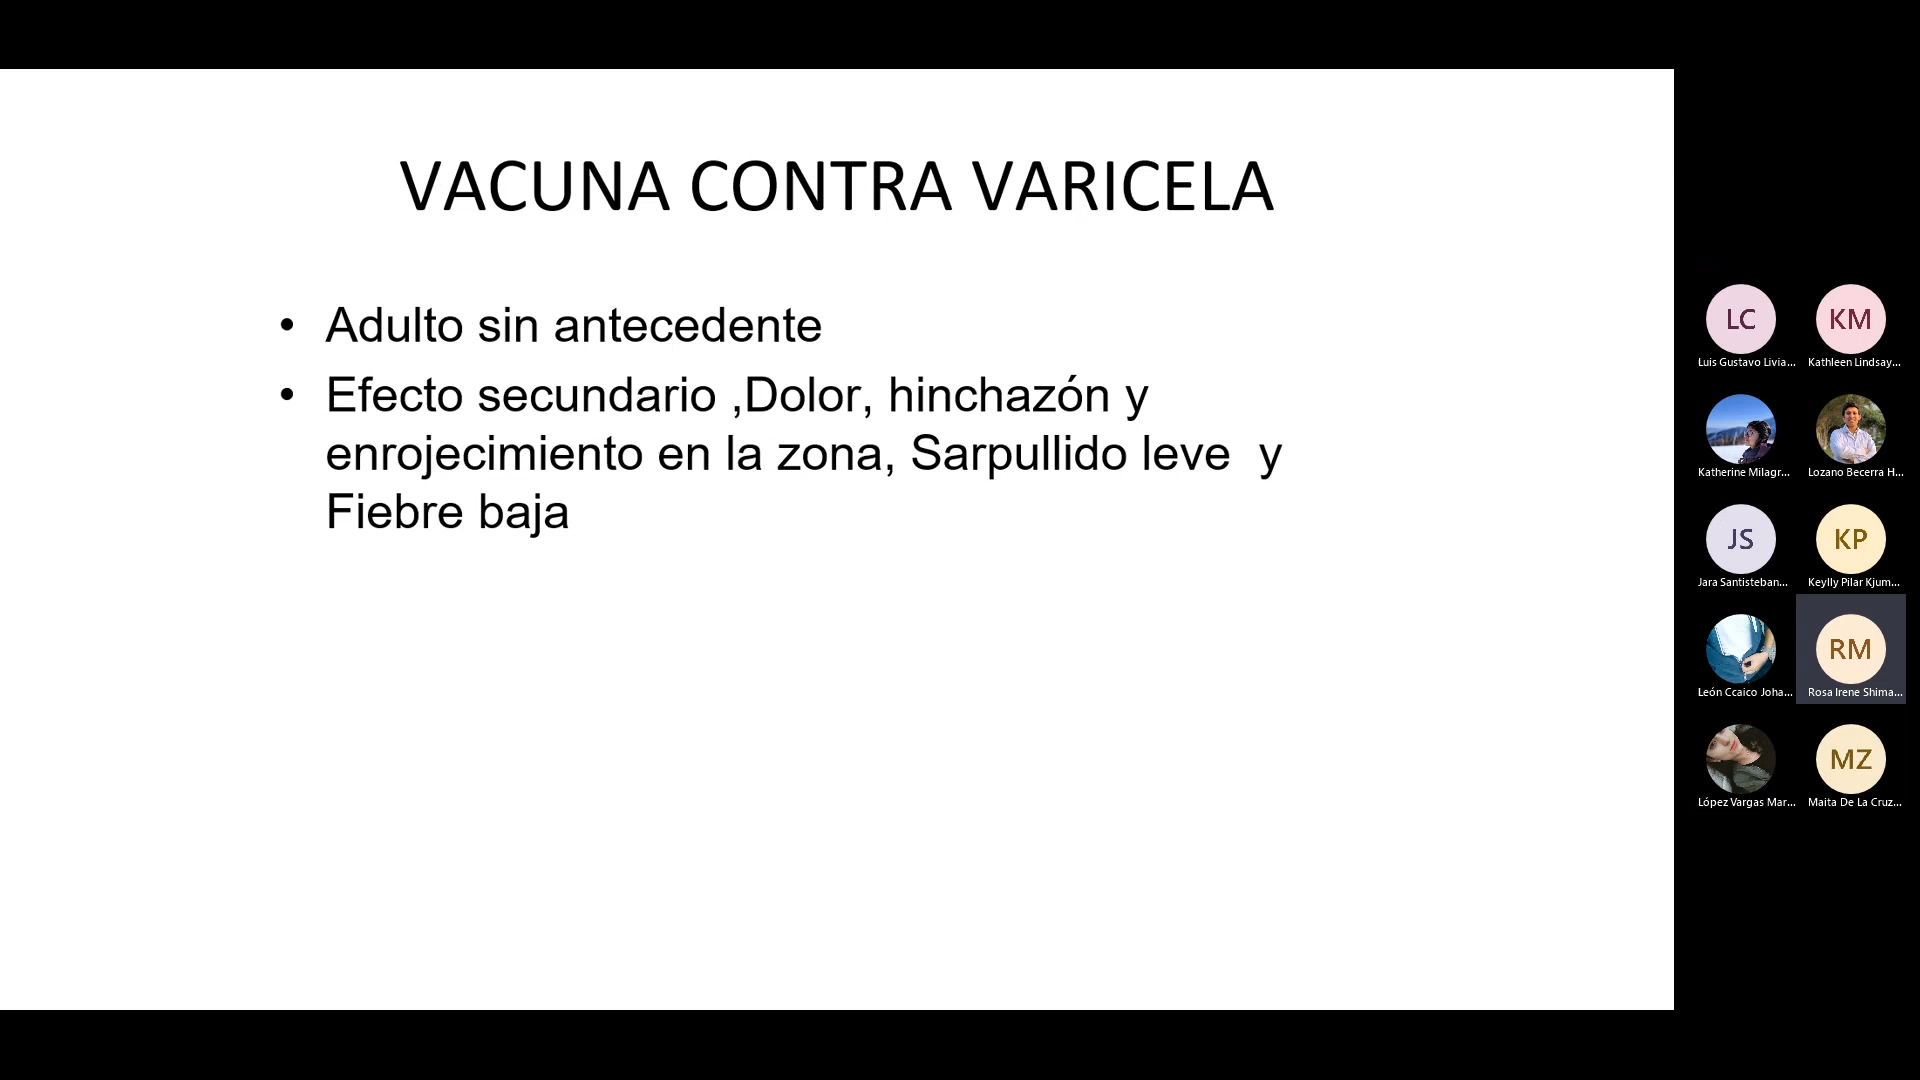 VACUNA CONTRA VARICELA
• Adulto sin antecedente
• Efecto secundario ,Dolor, hinchazón y
enrojecimiento en la zona, Sarpullido leve  y
Fiebre baja
LC
KM
Luis Gustavo Livia...
Kathleen Lindsay...
Katherine Milagr...
Lozano Becerra H...
JS
KP
Jara Santisteban...
Keylly Pilar Kjum...
RM
León Ccaico Joha...
Rosa Irene Shima...
MZ
López Vargas Mar...
Maita De La Cruz...